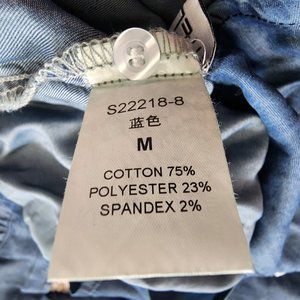 S22218-8
蓝色
M
COTTON 75%
POLYESTER 23%
SPANDEX 2%